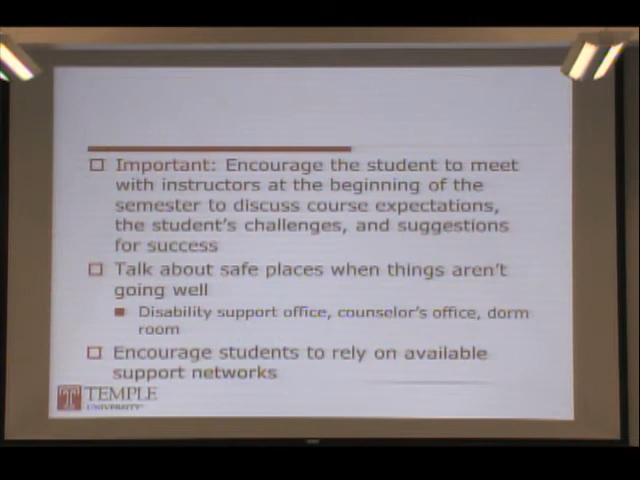 Important: Encourage the student to meet
with instructors at the beginning of the
semester to discuss course expectations,
the student's challenges, and suggestions
for success
Talk about safe places when things aren't
going well
Disability support office, counselor's office, dorm
room
Encourage students to rely on available
support networks
T TEMPLE
UNIVERSITY